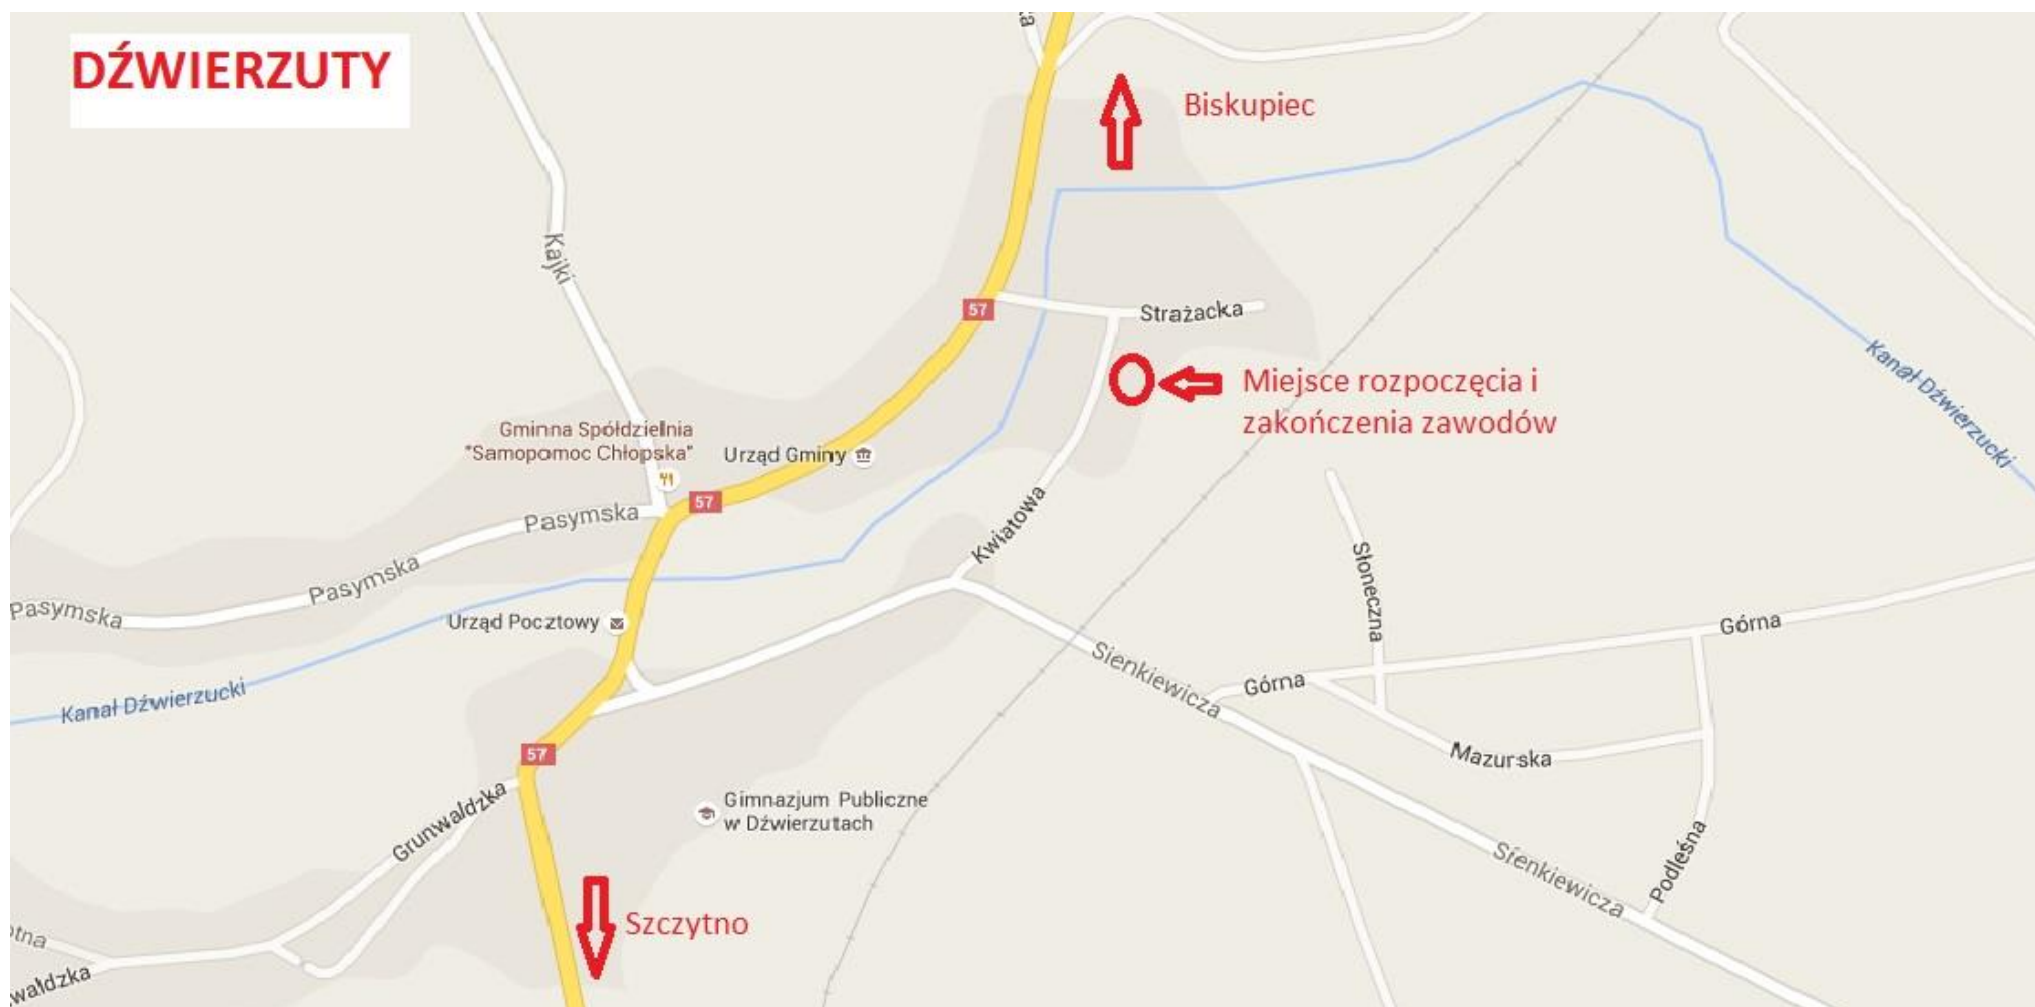 DŹWIERZUTY
Biskupiec
Kajki
57
Strażacka
Miejsce rozpoczęcia i
zakończenia zawodów
Kanał Dźwierzucki
Gminna Spółdzielnia
"Samopomoc Chłopska"
Urząd Gminy
57
Pasymska
Pasymska
Pasymska
Kwiatowa
Słoneczna
Urząd Pocztowy
Górna
Sienkiewicza
Górna
Kanał Dźwierzucki
57
Mazurska
Grunwaldzka
Gimnazjum Publiczne
w Dźwierzutach
Podleśna
Sienkiewicza
Szczytno
otna
waldzka